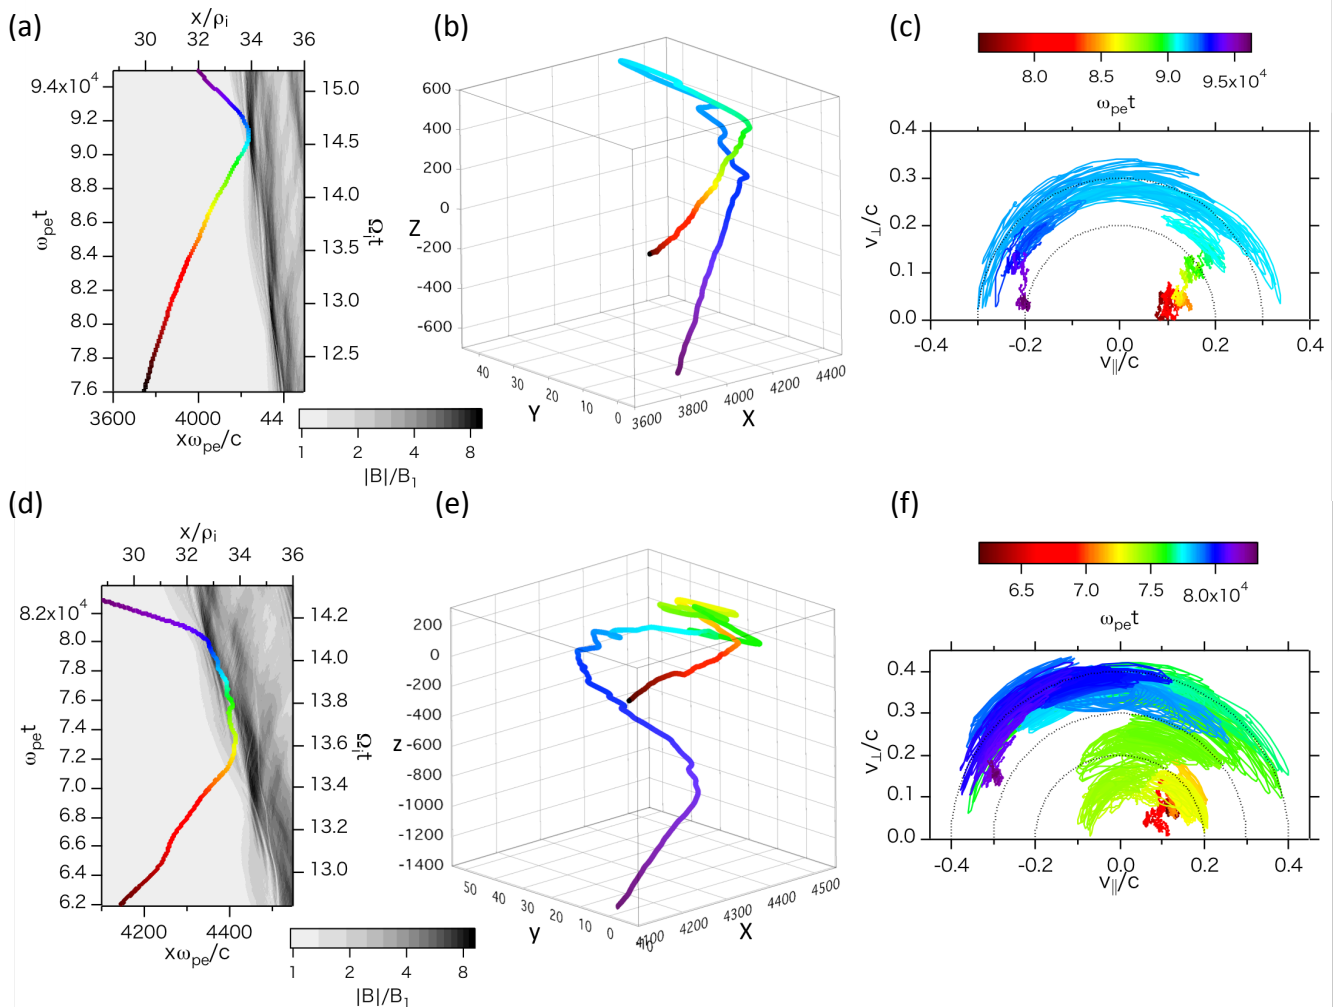 (a)
x/ρi
30 32 34 36
9.4x10⁴
9.2
9.0
8.8
8.6
8.4
8.2
8.0
7.8
7.6
ωpet
15.0
14.5
14.0
13.5
13.0
12.5
Ωit
3600 4000 44
xωpe/c
1 2 4 8
|B|/B1
(b)
600
400
200
0
-200
-400
-600
Z
40 30 20 10 0
Y
3600 3800 4000 4200 4400
X
(c)
8.0 8.5 9.0 9.5x10⁴
ωpet
0.4
0.3
0.2
0.1
0.0
v⊥/c
-0.4 -0.2 0.0 0.2 0.4
v||/c
(d)
x/ρi
30 32 34 36
8.2x10⁴
8.0
7.8
7.6
7.4
7.2
7.0
6.8
6.6
6.4
6.2
ωpet
14.2
14.0
13.8
13.6
13.4
13.2
13.0
Ωit
4200 4400
xωpe/c
1 2 4 8
|B|/B1
(e)
200
0
-200
-400
-600
-800
-1000
-1200
-1400
z
50 40 30 20 10 0 -10
y
4100 4200 4300 4400 4500
X
(f)
6.5 7.0 7.5 8.0x10⁴
ωpet
0.4
0.3
0.2
0.1
0.0
v⊥/c
-0.4 -0.2 0.0 0.2 0.4
v||/c